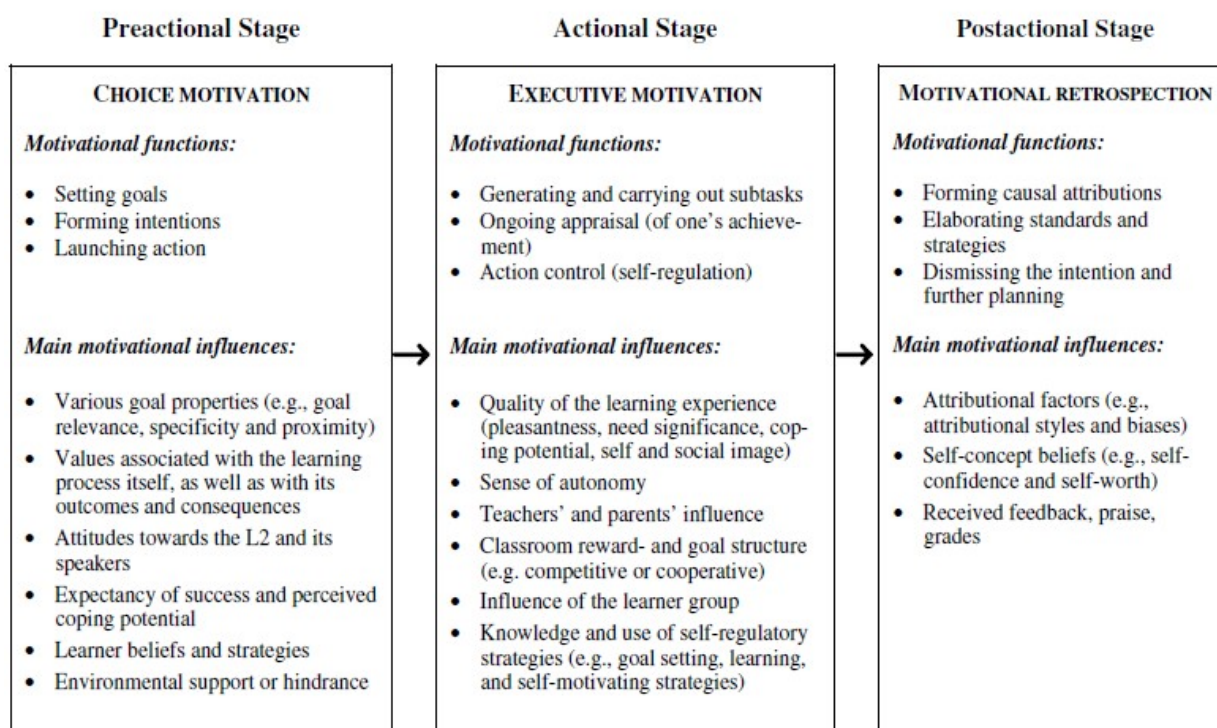 Preactional Stage
CHOICE MOTIVATION
Motivational functions:
• Setting goals
• Forming intentions
• Launching action
Main motivational influences:
• Various goal properties (e.g., goal
relevance, specificity and proximity)
• Values associated with the learning
process itself, as well as with its
outcomes and consequences
• Attitudes towards the L2 and its
speakers
• Expectancy of success and perceived
coping potential
• Learner beliefs and strategies
• Environmental support or hindrance
Actional Stage
EXECUTIVE MOTIVATION
Motivational functions:
• Generating and carrying out subtasks
• Ongoing appraisal (of one's achieve-
ment)
• Action control (self-regulation)
Main motivational influences:
• Quality of the learning experience
(pleasantness, need significance, cop-
ing potential, self and social image)
• Sense of autonomy
• Teachers' and parents' influence
• Classroom reward- and goal structure
(e.g. competitive or cooperative)
• Influence of the learner group
• Knowledge and use of self-regulatory
strategies (e.g., goal setting, learning,
and self-motivating strategies)
Postactional Stage
MOTIVATIONAL RETROSPECTION
Motivational functions:
• Forming causal attributions
• Elaborating standards and
strategies
• Dismissing the intention and
further planning
Main motivational influences:
• Attributional factors (e.g.,
attributional styles and biases)
• Self-concept beliefs (e.g., self-
confidence and self-worth)
• Received feedback, praise,
grades